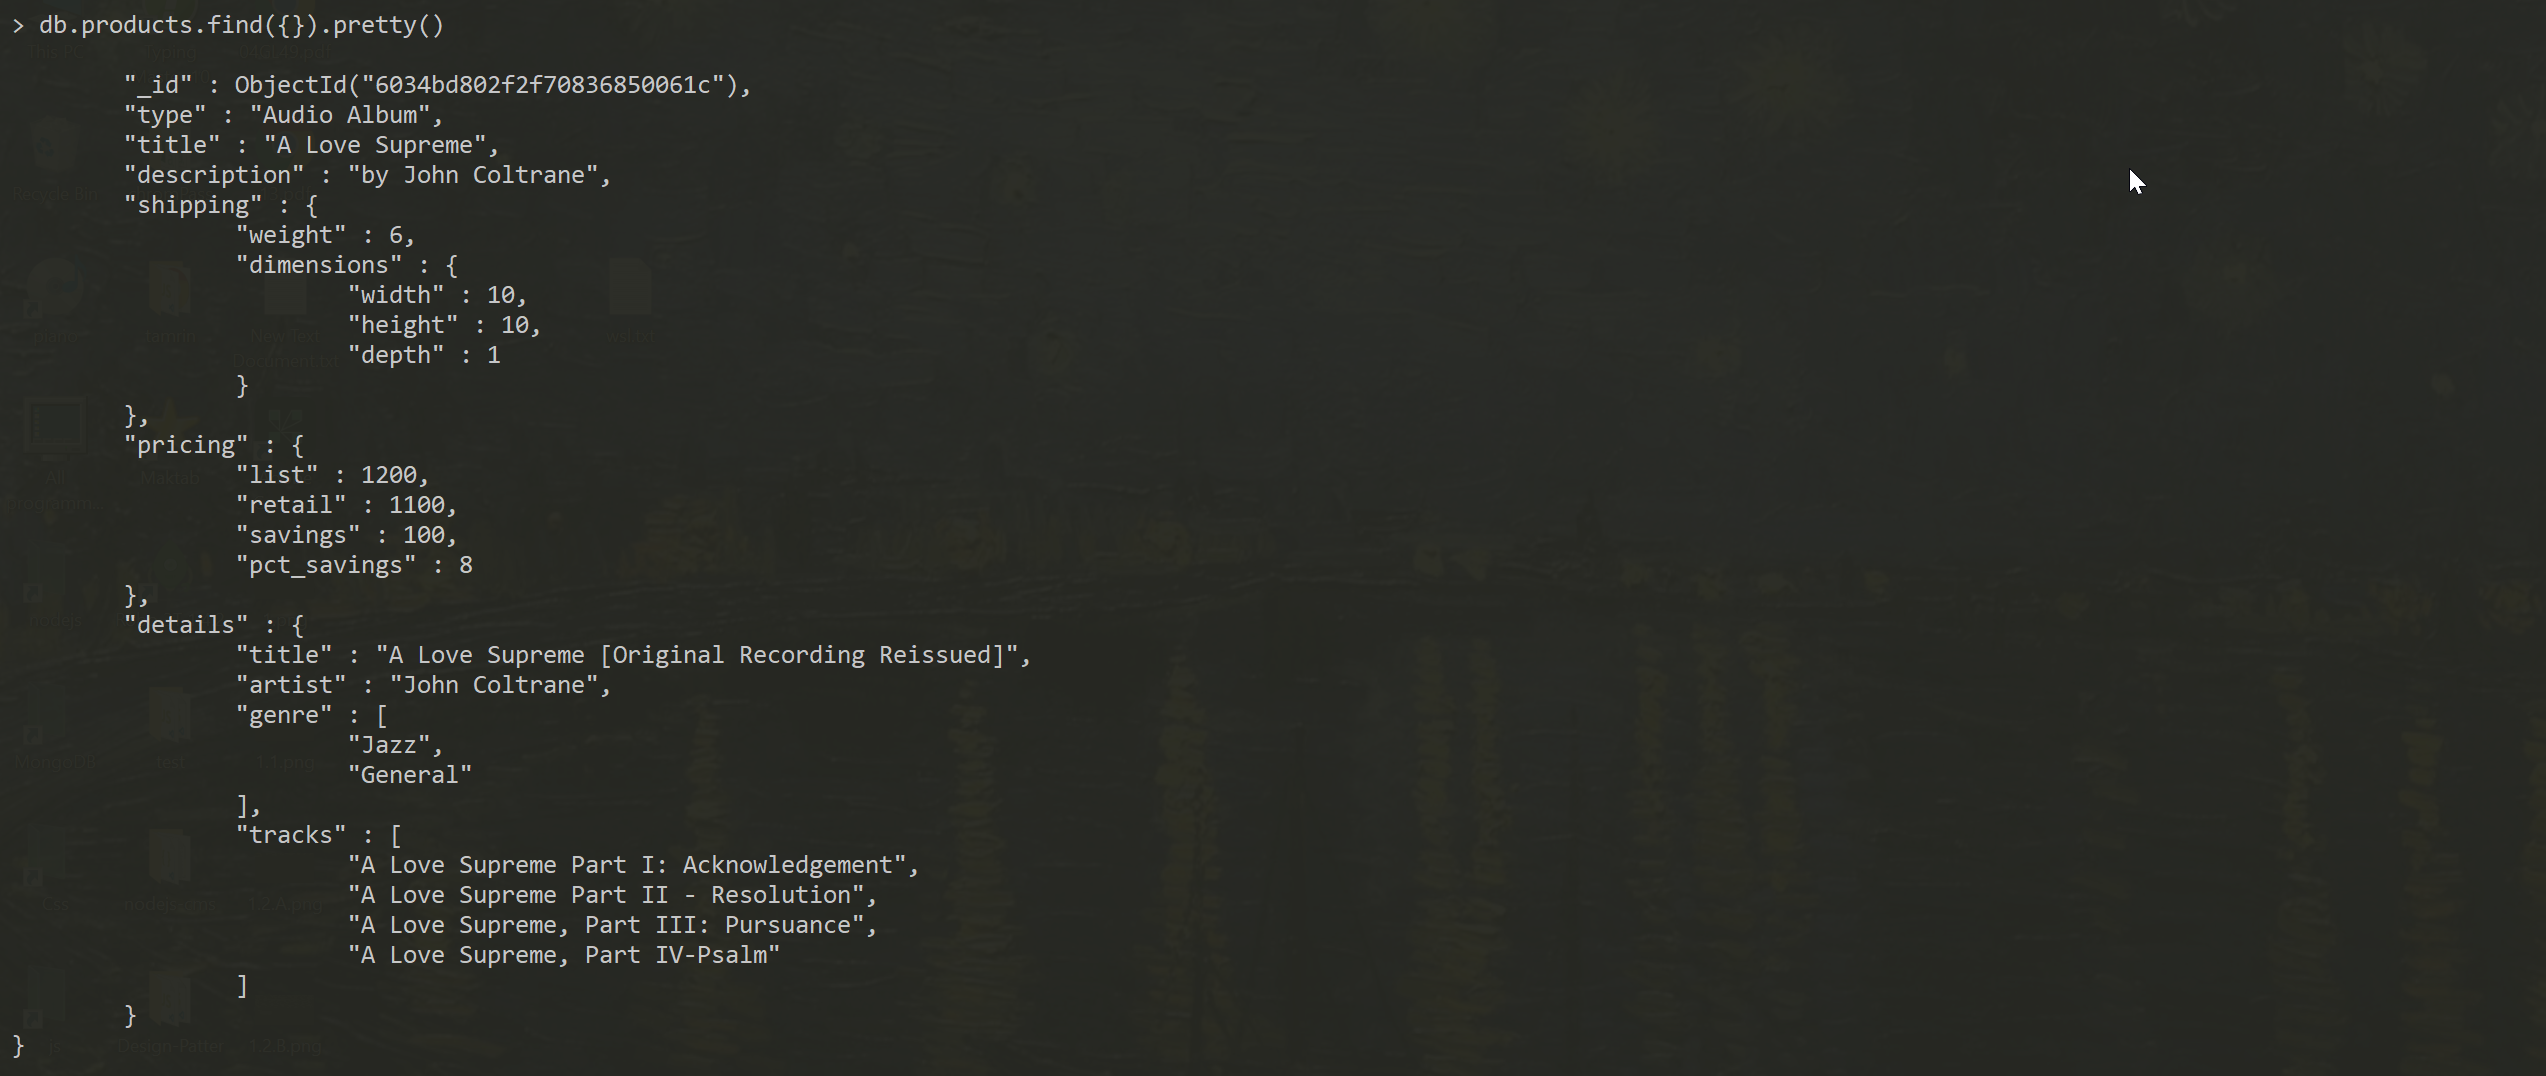 > db.products.find({}).pretty()
"_id" : ObjectId("6034bd802f2f70836850061c"),
"type" : "Audio Album",
"title" : "A Love Supreme",
"description" : "by John Coltrane",
"shipping" : {
"weight" : 6,
"dimensions" : {
"width" : 10,
"height" : 10,
"depth" : 1
}
},
"pricing" : {
"list" : 1200,
"retail" : 1100,
"savings" : 100,
"pct_savings" : 8
},
"details" : {
"title" : "A Love Supreme [Original Recording Reissued]",
"artist" : "John Coltrane",
"genre" : [
"Jazz",
"General"
],
"tracks" : [
"A Love Supreme Part I: Acknowledgement",
"A Love Supreme Part II - Resolution",
"A Love Supreme, Part III: Pursuance",
"A Love Supreme, Part IV-Psalm"
]
}
}